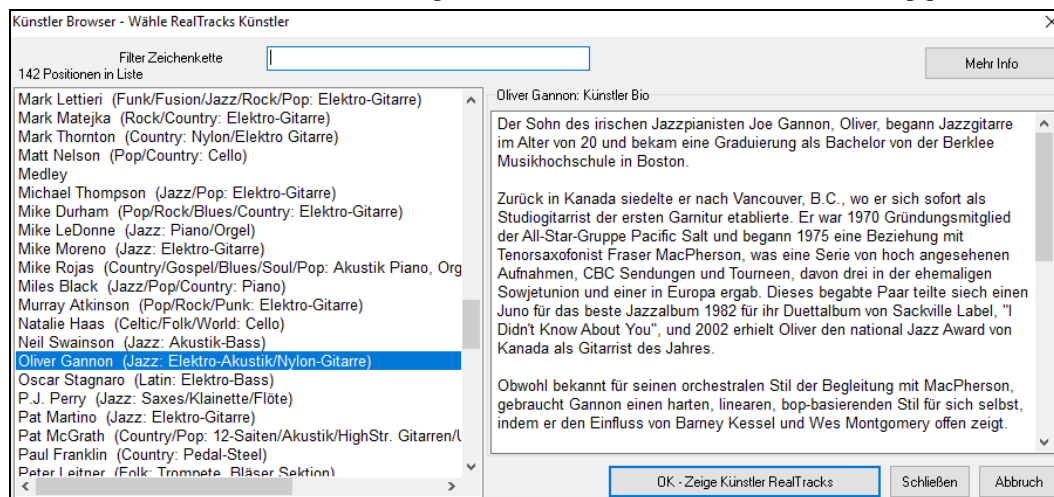 Künstler Browser - Wähle RealTracks Künstler
Filter Zeichenkette
142 Positionen in Liste
Mehr Info
Mark Lettieri (Funk/Fusion/Jazz/Rock/Pop: Elektro-Gitarre)
Mark Matejka (Rock/Country: Elektro-Gitarre)
Mark Thornton (Country: Nylon/Elektro Gitarre)
Matt Nelson (Pop/Country: Cello)
Medley
Michael Thompson (Jazz/Pop: Elektro-Gitarre)
Mike Durham (Pop/Rock/Blues/Country: Elektro-Gitarre)
Mike LeDonne (Jazz: Piano/Orgel)
Mike Moreno (Jazz: Elektro-Gitarre)
Mike Rojas (Country/Gospel/Blues/Soul/Pop: Akustik Piano, Org
Miles Black (Jazz/Pop/Country: Piano)
Murray Atkinson (Pop/Rock/Punk: Elektro-Gitarre)
Natalie Haas (Celtic/Folk/World: Cello)
Neil Swainson (Jazz: Akustik-Bass)
Oliver Gannon (Jazz: Elektro-Akustik/Nylon-Gitarre)
Oscar Stagnaro (Latin: Elektro-Bass)
P.J. Perry (Jazz: Saxes/Klainette/Flöte)
Pat Martino (Jazz: Elektro-Gitarre)
Pat McGrath (Country/Pop: 12-Saiten/Akustik/HighStr. Gitarren/
Paul Franklin (Country: Pedal-Steel)
Peter Leitner (Folk: Trompete, Bläser Sektion)
Oliver Gannon: Künstler Bio
Der Sohn des irischen Jazzpianisten Joe Gannon, Oliver, begann Jazzgitarre
im Alter von 20 und bekam eine Graduierung als Bachelor von der Berklee
Musikhochschule in Boston.
Zurück in Kanada siedelte er nach Vancouver, B.C., wo er sich sofort als
Studiogitarrist der ersten Garnitur etablierte. Er war 1970 Gründungsmitglied
der All-Star-Gruppe Pacific Salt und begann 1975 eine Beziehung mit
Tenorsaxofonist Fraser MacPherson, was eine Serie von hoch angesehenen
Aufnahmen, CBC Sendungen und Tourneen, davon drei in der ehemaligen
Sowjetunion und einer in Europa ergab. Dieses begabte Paar teilte siech einen
Juno für das beste Jazzalbum 1982 für ihr Duettalbum von Sackville Label, "I
Didn't Know About You", und 2002 erhielt Oliver den national Jazz Award von
Kanada als Gitarrist des Jahres.
Obwohl bekannt für seinen orchestralen Stil der Begleitung mit MacPherson,
gebraucht Gannon einen harten, linearen, bop-basierenden Stil für sich selbst,
indem er den Einfluss von Barney Kessel und Wes Montgomery offen zeigt.
OK - Zeige Künstler RealTracks
Schließen
Abbruch